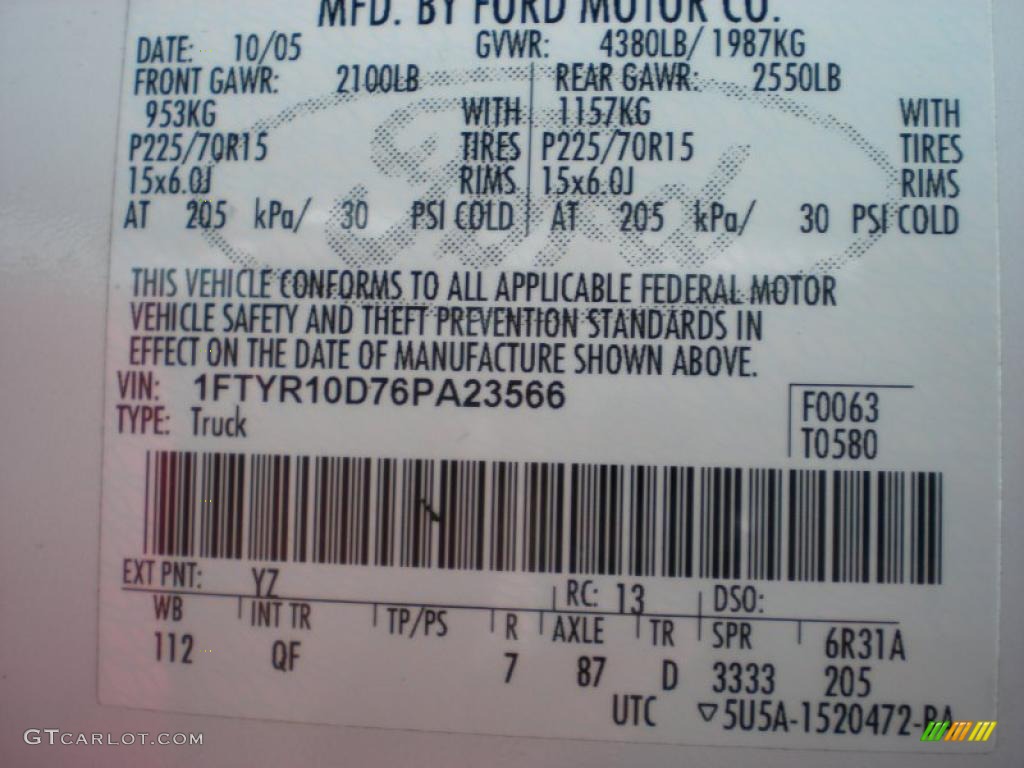 MFD. BY FORD MOTOR CO.
DATE: 10/05 GVWR: 4380LB/ 1987KG
FRONT GAWR: 2100LB REAR GAWR: 2550LB
953KG WITH 1157KG WITH
P225/70R15 TIRES P225/70R15 TIRES
15x6.0J RIMS 15x6.0J RIMS
AT 205 kPa/ 30 PSI COLD AT 205 kPa/ 30 PSI COLD
Ford
THIS VEHICLE CONFORMS TO ALL APPLICABLE FEDERAL MOTOR
VEHICLE SAFETY AND THEFT PREVENTION STANDARDS IN
EFFECT ON THE DATE OF MANUFACTURE SHOWN ABOVE.
VIN: 1FTYR10D76PA23566
TYPE: Truck
F0063
T0580
EXT PNT: YZ RC: 13 DSO:
WB INT TR TP/PS R AXLE TR SPR 6R31A
112 QF 7 87 D 3333 205
UTC ▽5U5A-1520472-PA
GTCARLOT.COM